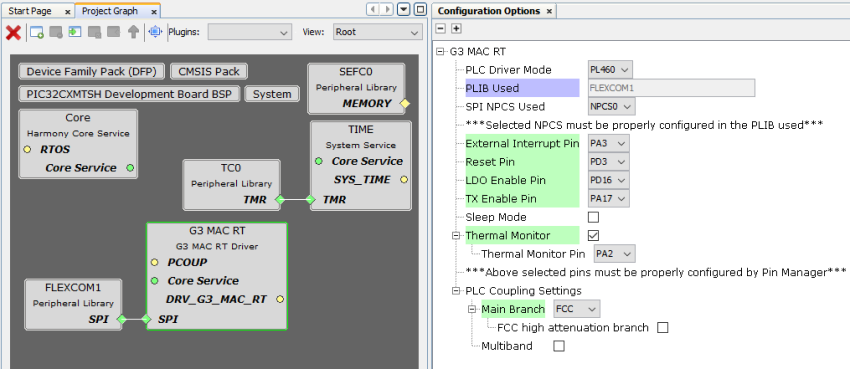 Start Page ×
Project Graph ×
Plugins:
View: Root
Device Family Pack (DFP)
CMSIS Pack
PIC32CXMTSH Development Board BSP
System
SEFC0
Peripheral Library
MEMORY
Core
Harmony Core Service
RTOS
Core Service
TIME
System Service
Core Service
SYS_TIME
TMR
TC0
Peripheral Library
TMR
G3 MAC RT
G3 MAC RT Driver
PCOUP
Core Service
DRV_G3_MAC_RT
SPI
FLEXCOM1
Peripheral Library
SPI
Configuration Options ×
G3 MAC RT
PLC Driver Mode PL460
PLIB Used FLEXCOM1
SPI NPCS Used NPCS0
***Selected NPCS must be properly configured in the PLIB used***
External Interrupt Pin PA3
Reset Pin PD3
LDO Enable Pin PD16
TX Enable Pin PA17
Sleep Mode
Thermal Monitor
Thermal Monitor Pin PA2
***Above selected pins must be properly configured by Pin Manager***
PLC Coupling Settings
Main Branch FCC
FCC high attenuation branch
Multiband